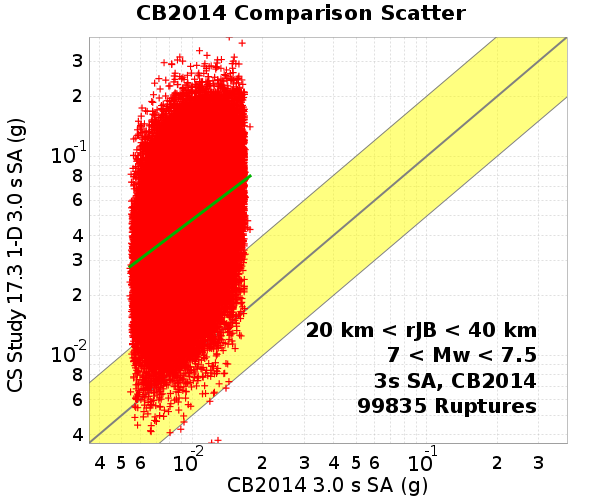 CB2014 Comparison Scatter
CS Study 17.3 1-D 3.0 s SA (g)
3
2
10⁻¹
8
6
4
3
2
10⁻²
8
6
4
20 km < rJB < 40 km
7 < Mw < 7.5
3s SA, CB2014
99835 Ruptures
4 5 6 10⁻² 2 3 4 5 6 10⁻¹ 2 3
CB2014 3.0 s SA (g)